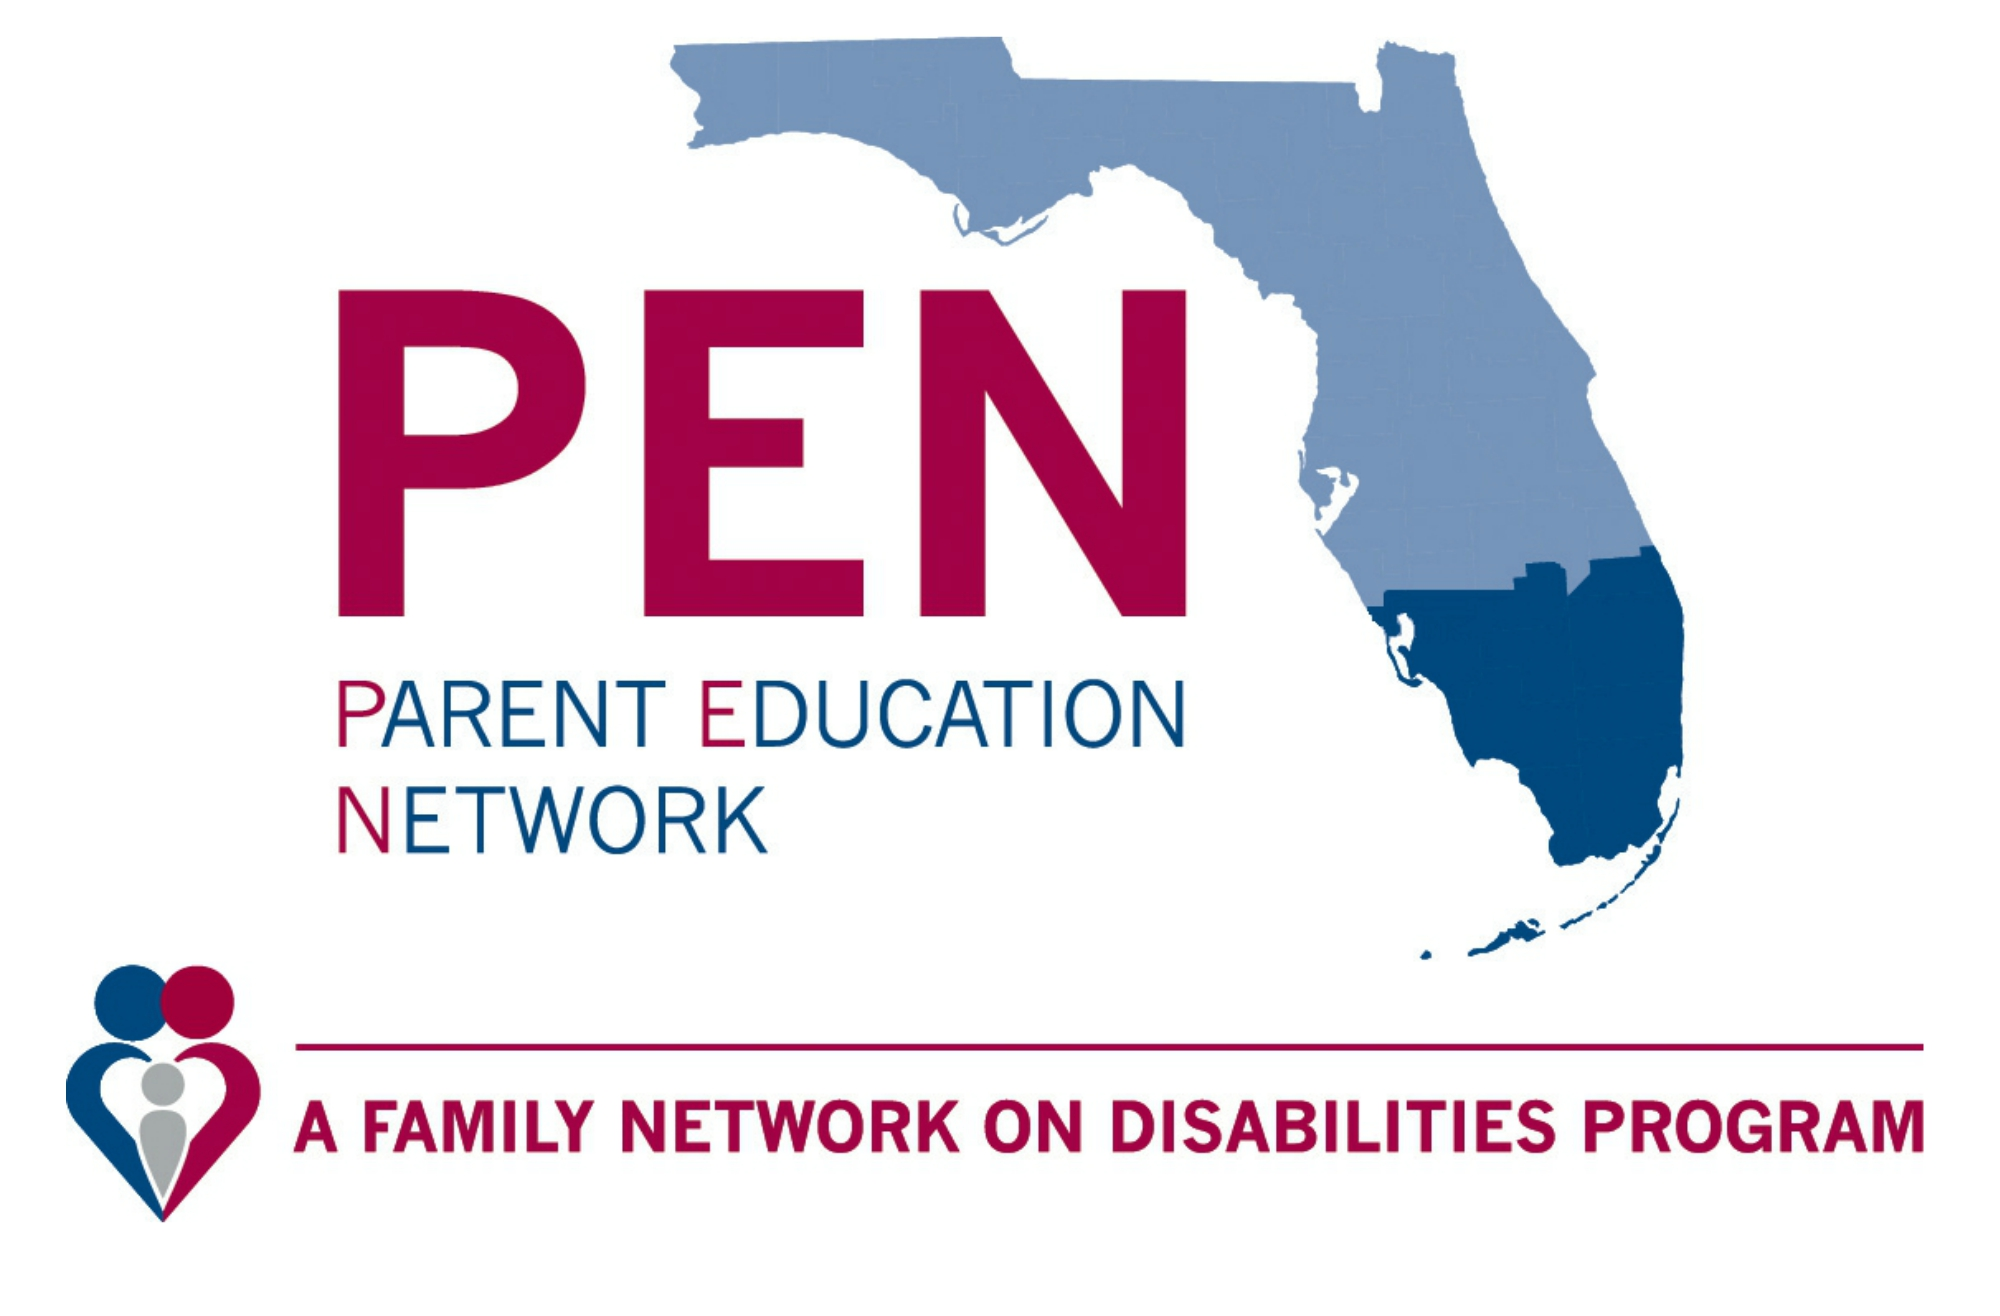 PEN
PARENT EDUCATION
NETWORK
A FAMILY NETWORK ON DISABILITIES PROGRAM